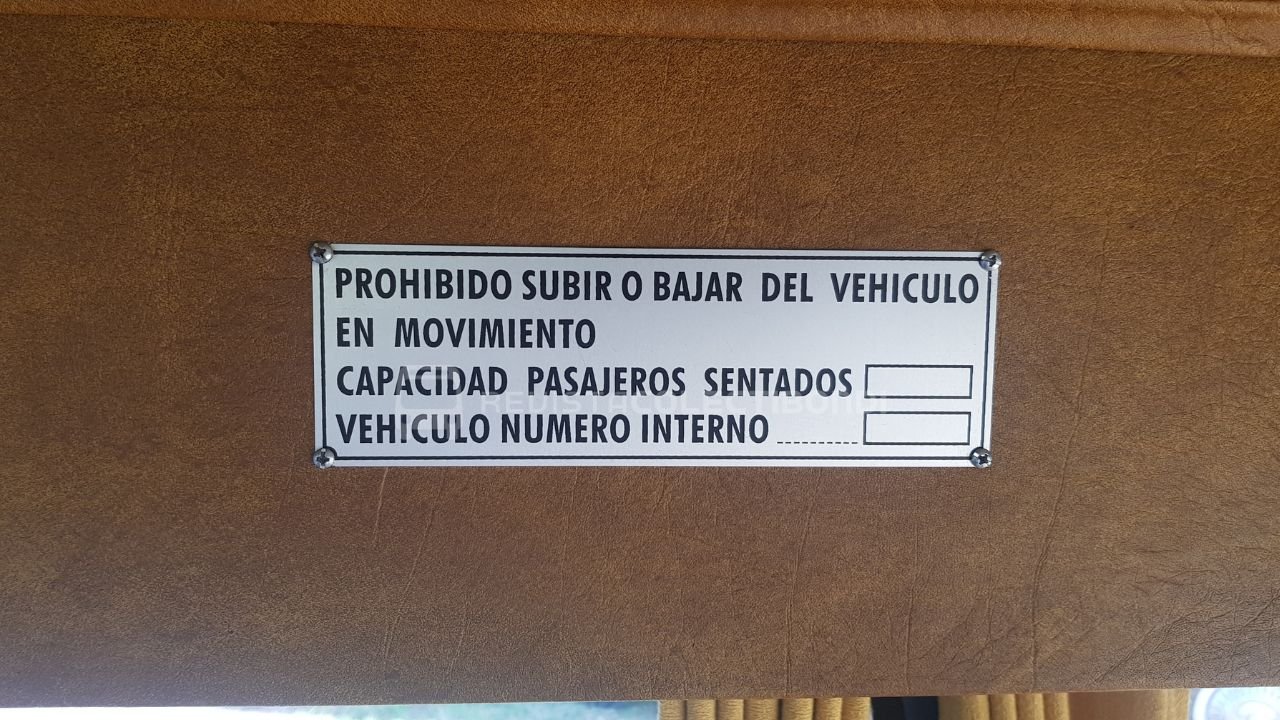 PROHIBIDO SUBIR O BAJAR DEL VEHICULO
EN MOVIMIENTO
CAPACIDAD PASAJEROS SENTADOS
VEHICULO NUMERO INTERNO ..........